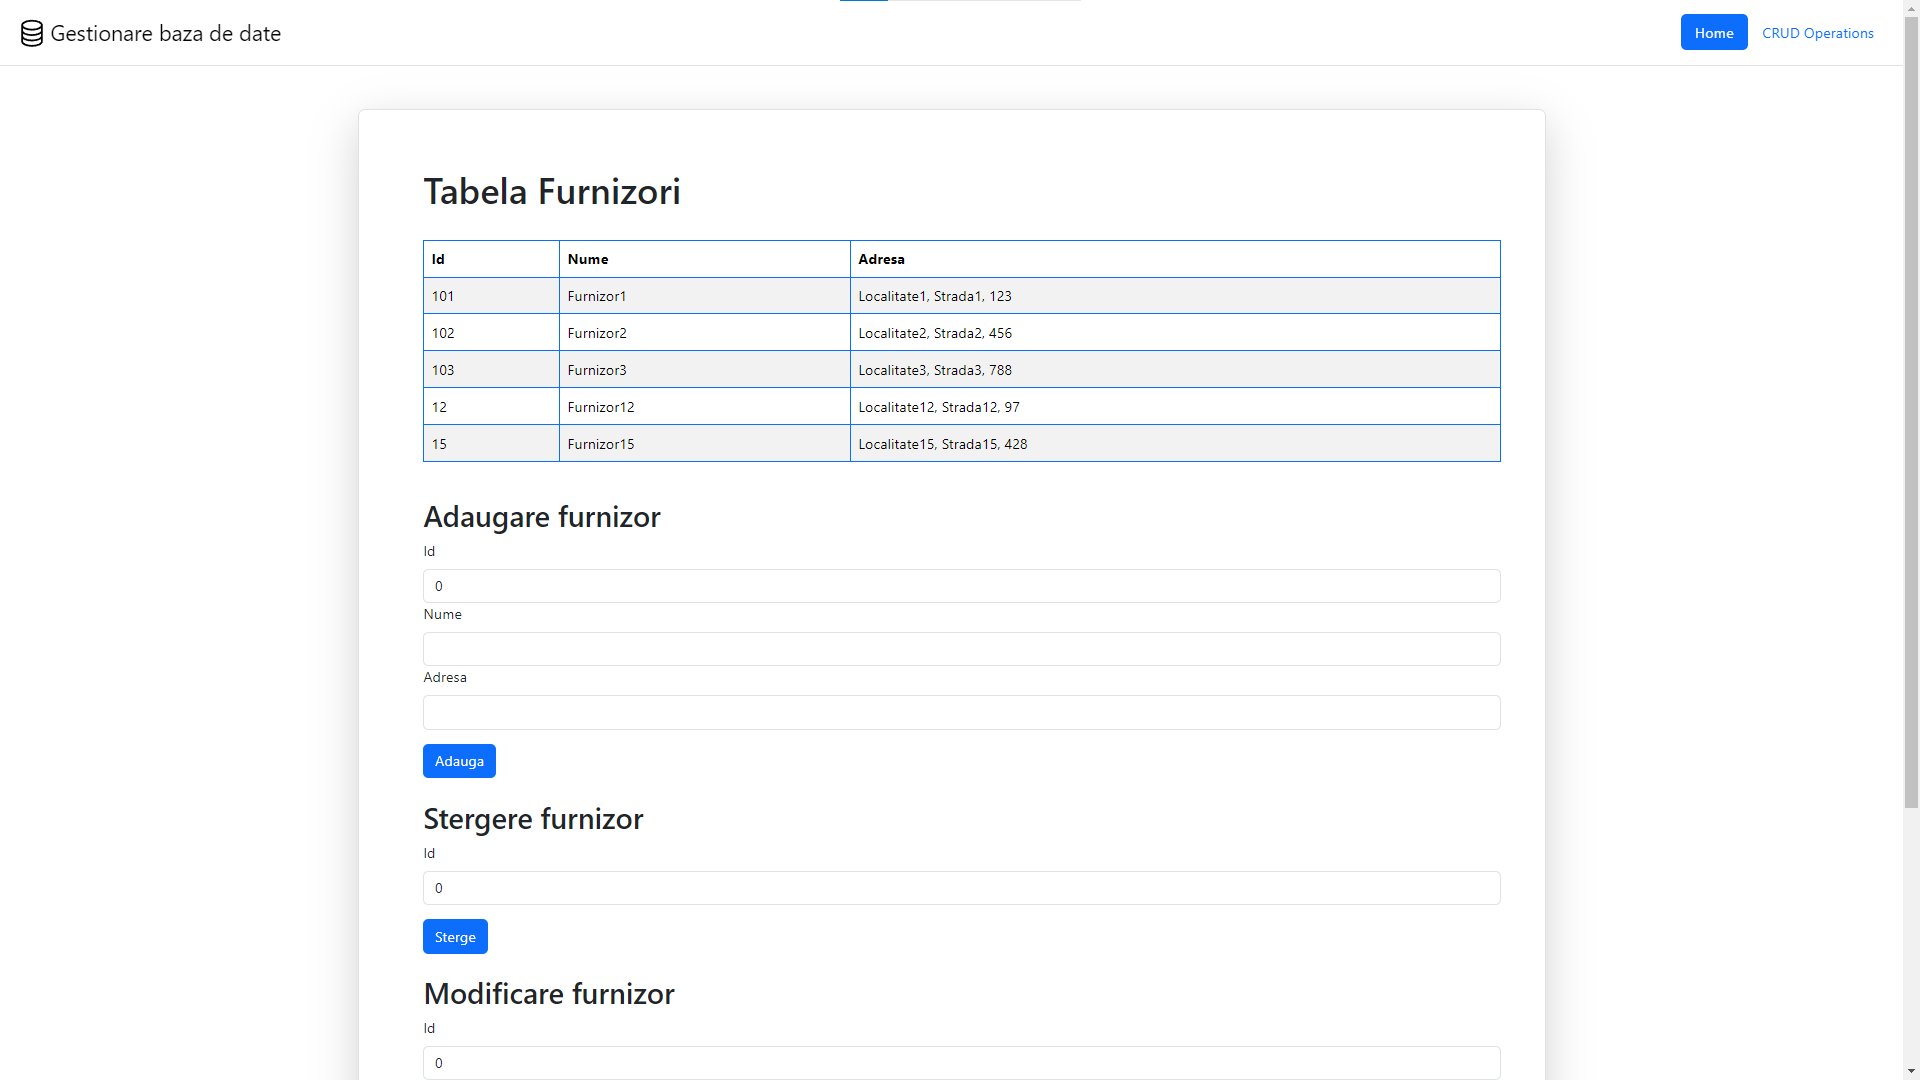 Gestionare baza de date
Home CRUD Operations
Tabela Furnizori
Id Nume Adresa
101 Furnizor1 Localitate1, Strada1, 123
102 Furnizor2 Localitate2, Strada2, 456
103 Furnizor3 Localitate3, Strada3, 788
12 Furnizor12 Localitate12, Strada12, 97
15 Furnizor15 Localitate15, Strada15, 428
Adaugare furnizor
Id
0
Nume
Adresa
Adauga
Stergere furnizor
Id
0
Sterge
Modificare furnizor
Id
0